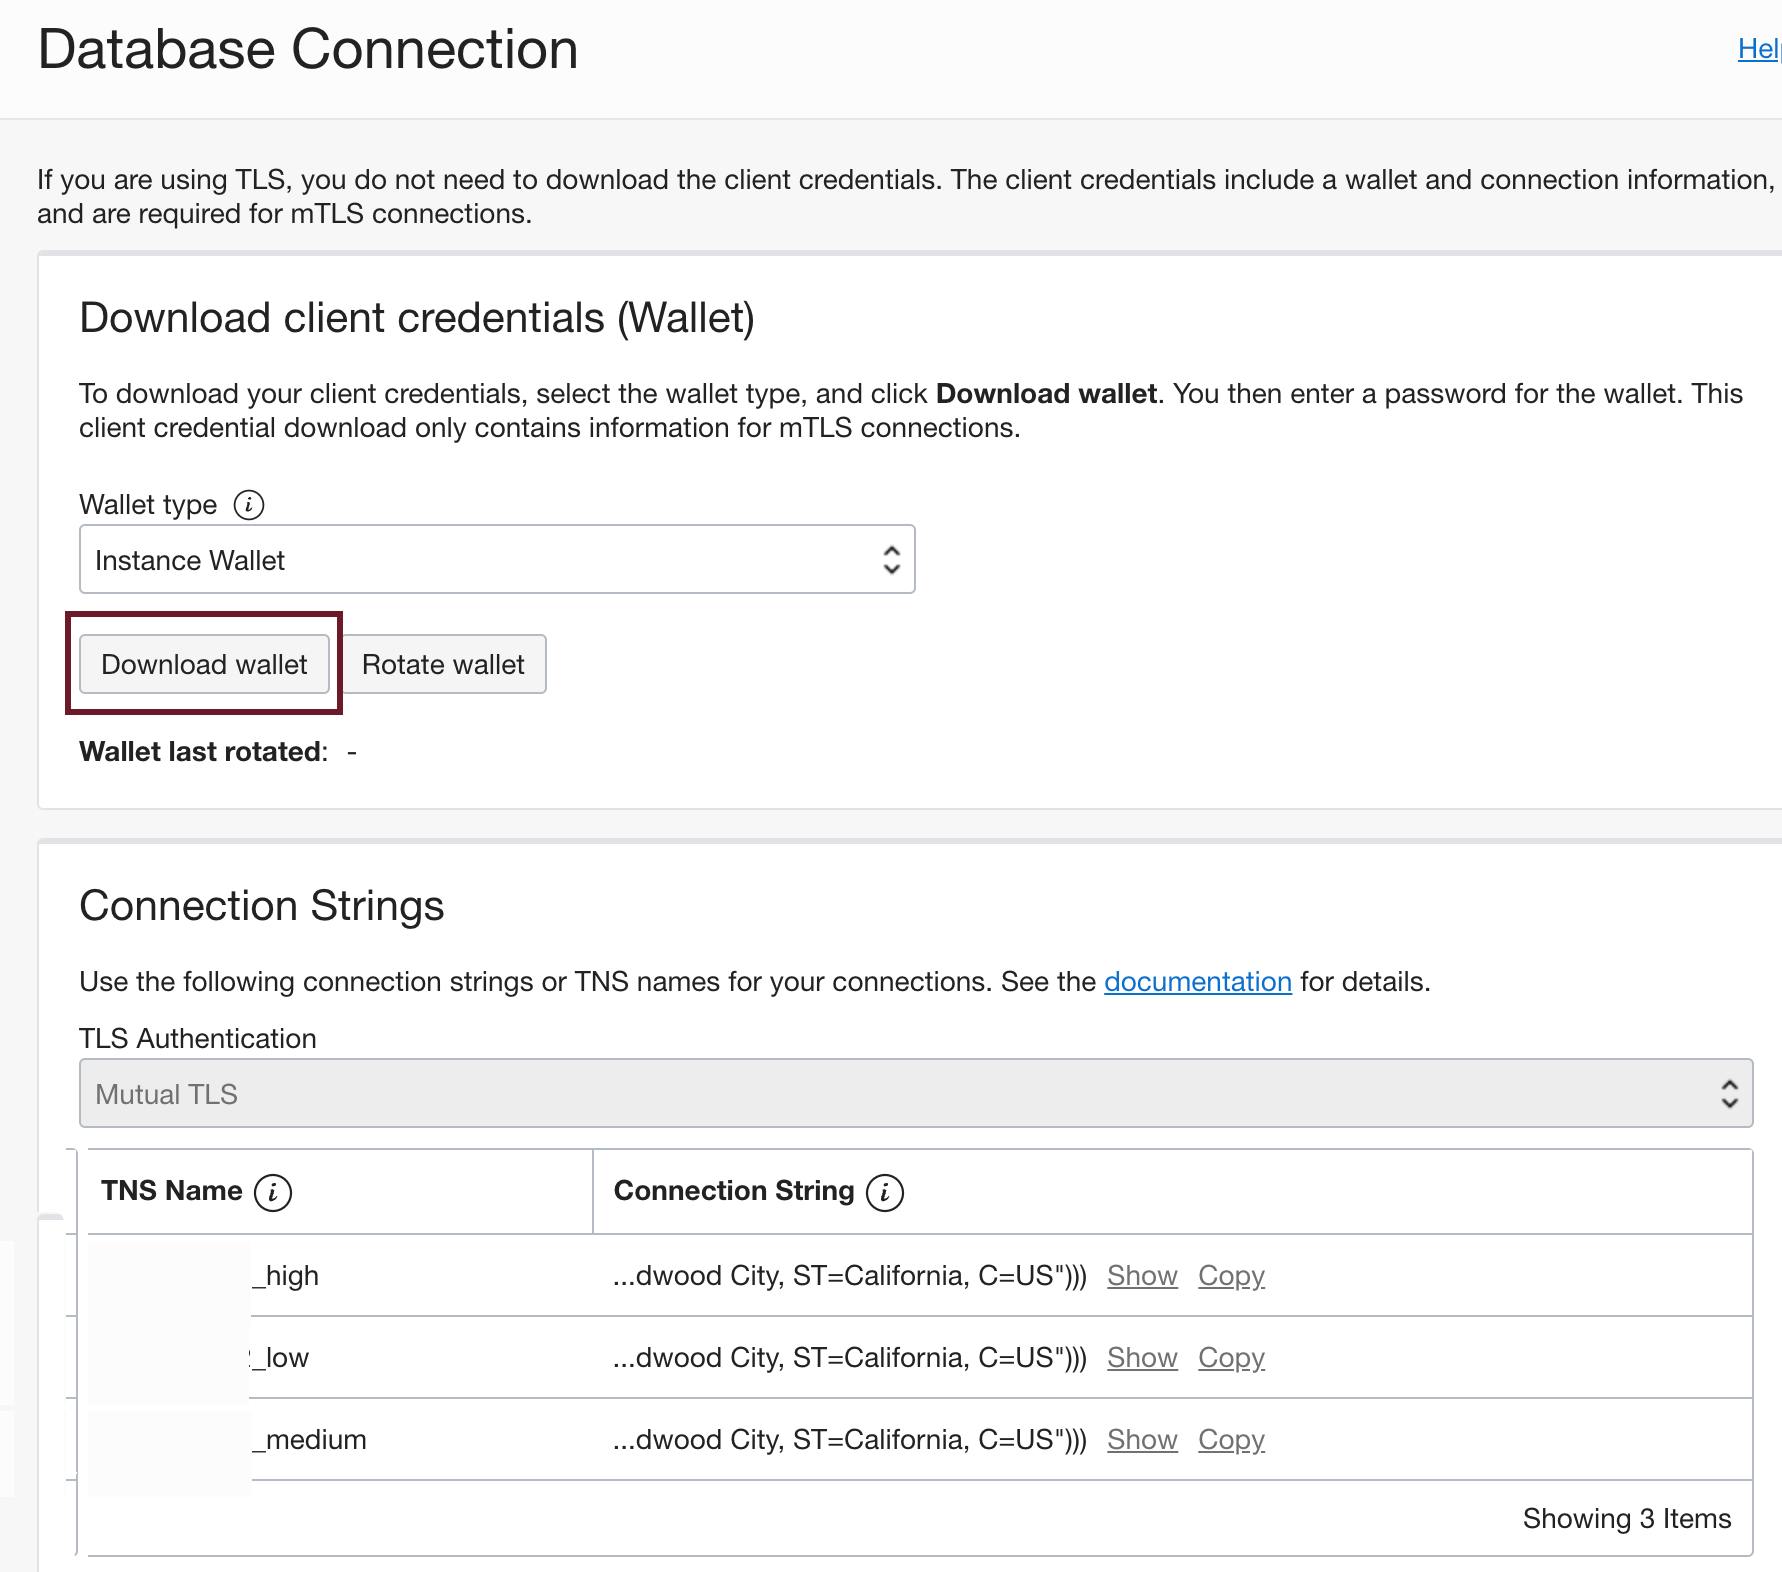 Database Connection
If you are using TLS, you do not need to download the client credentials. The client credentials include a wallet and connection information,
and are required for mTLS connections.
Download client credentials (Wallet)
To download your client credentials, select the wallet type, and click Download wallet. You then enter a password for the wallet. This
client credential download only contains information for mTLS connections.
Wallet type
Instance Wallet
Download wallet Rotate wallet
Wallet last rotated: -
Connection Strings
Use the following connection strings or TNS names for your connections. See the documentation for details.
TLS Authentication
Mutual TLS
TNS Name Connection String
_high ...dwood City, ST=California, C=US"))) Show Copy
_low ...dwood City, ST=California, C=US"))) Show Copy
_medium ...dwood City, ST=California, C=US"))) Show Copy
Showing 3 Items